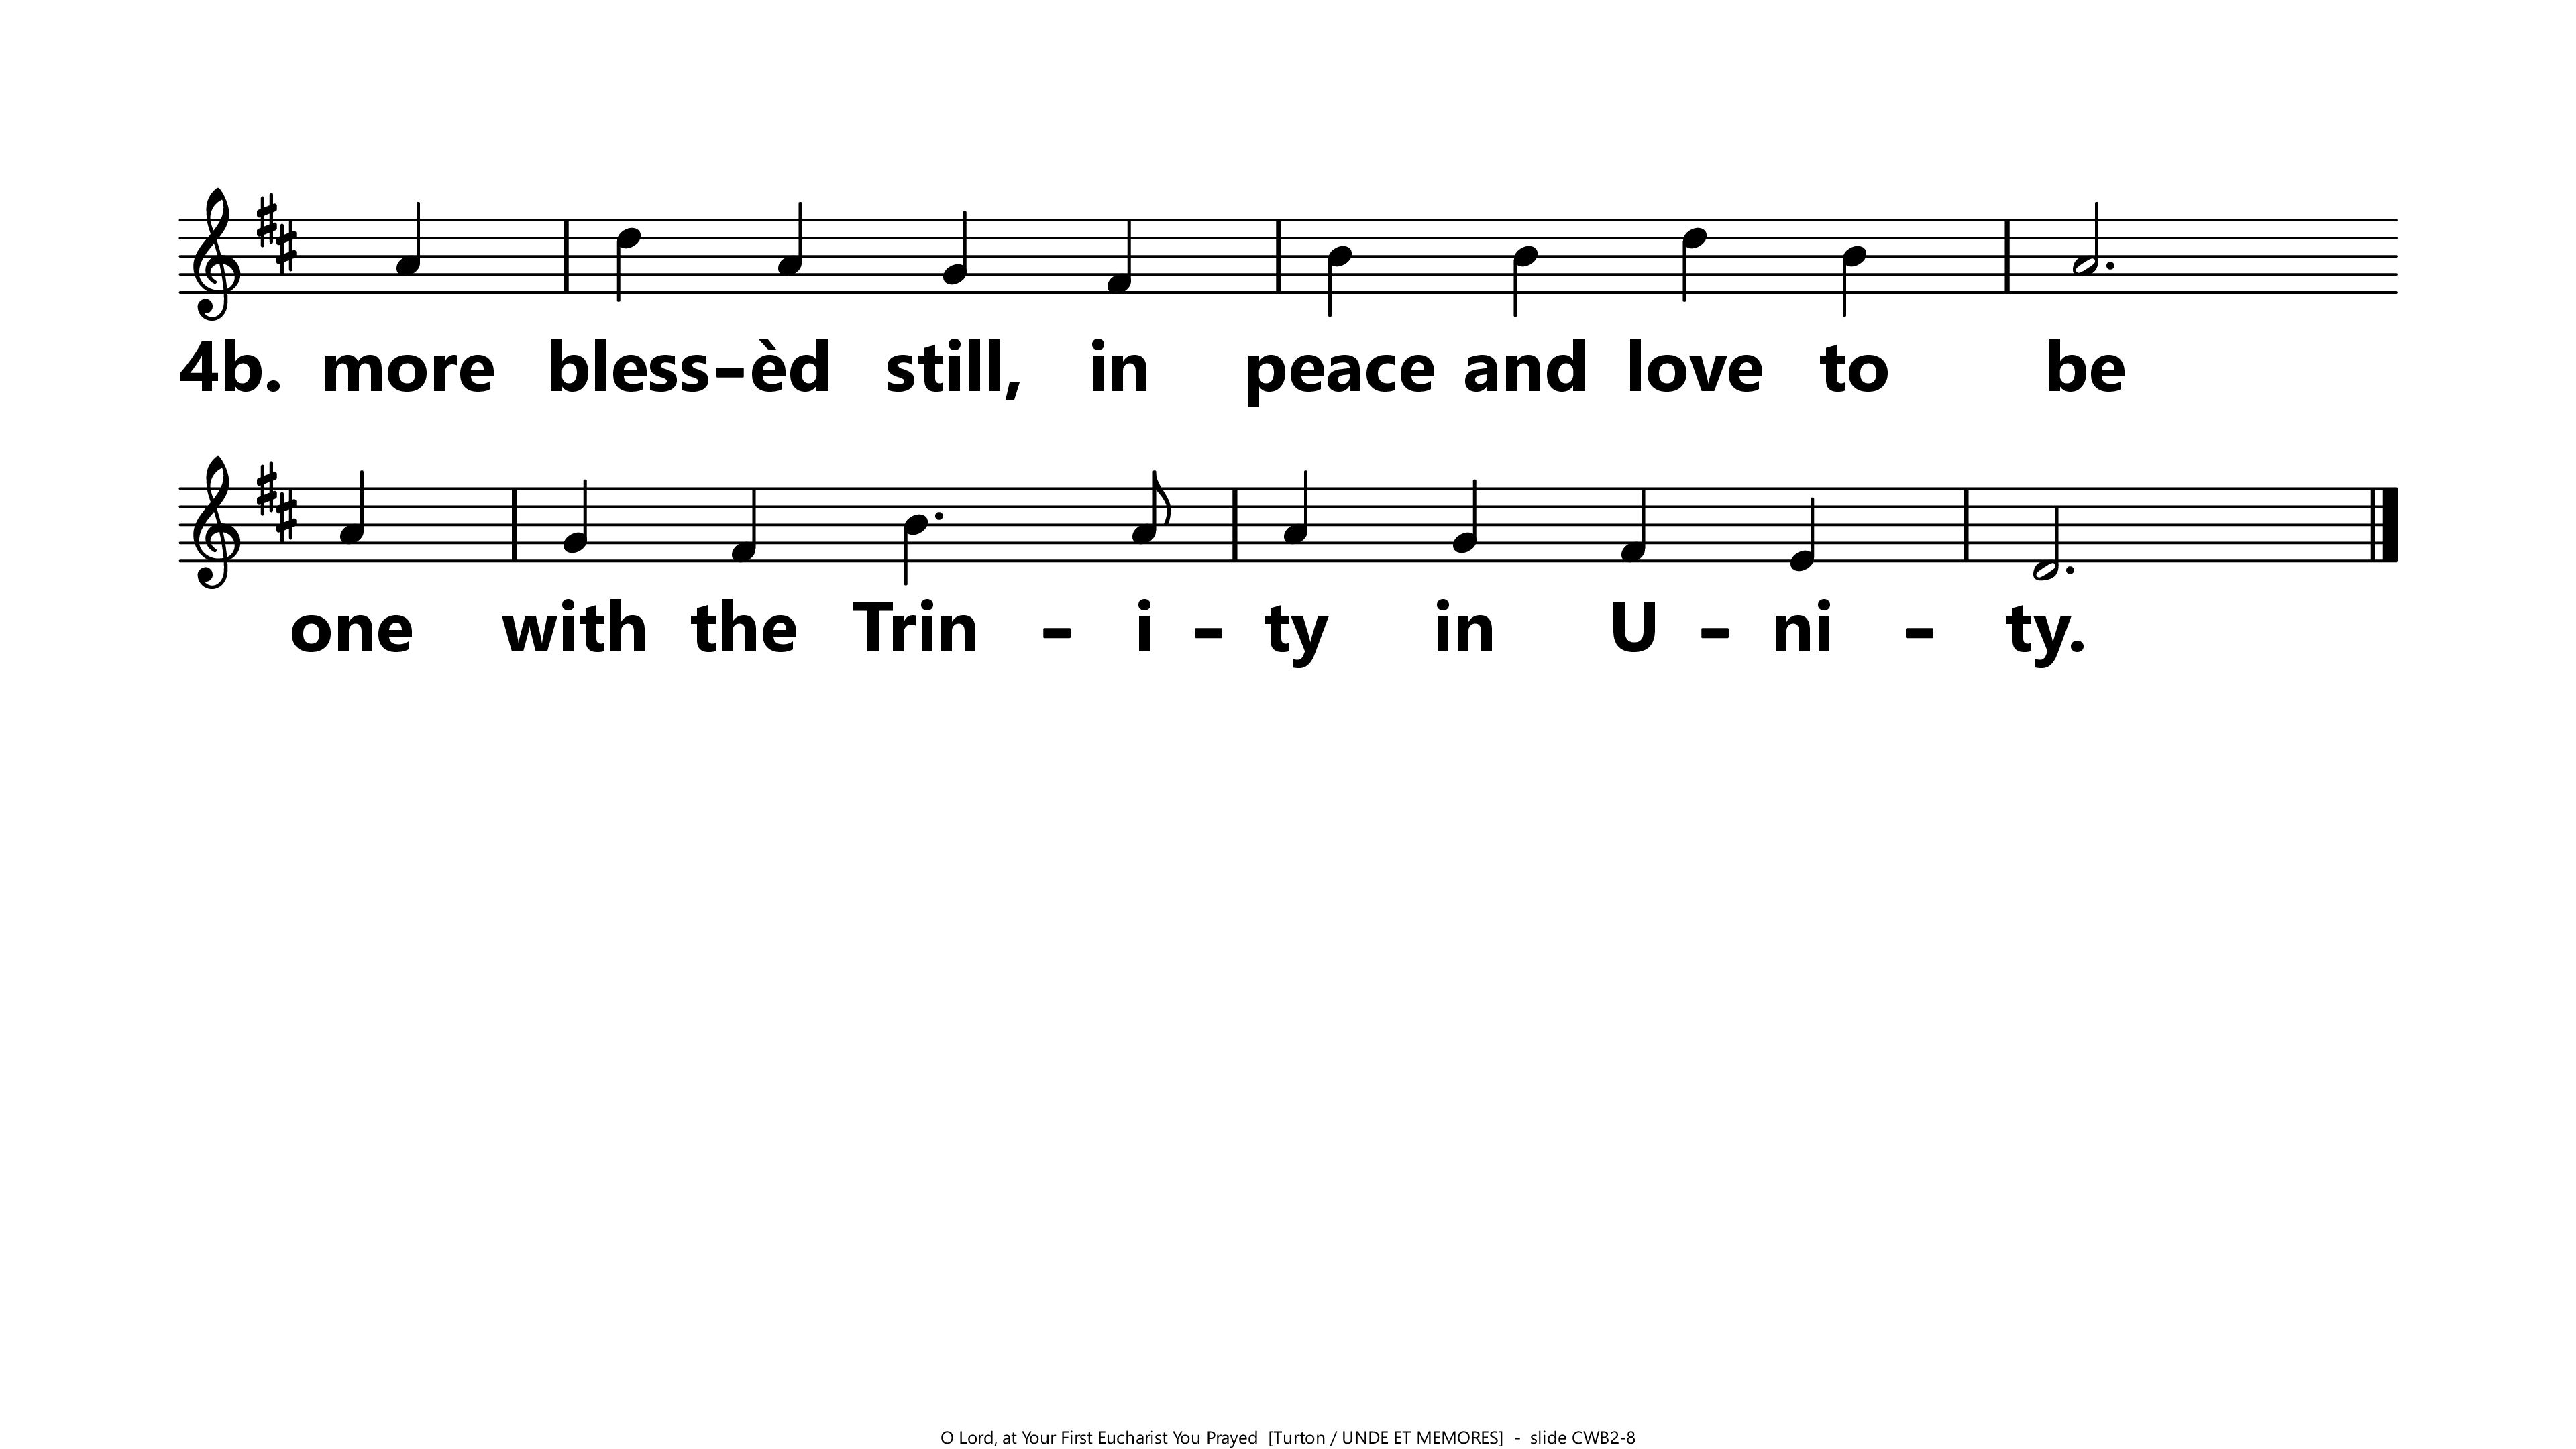 4b. more bless-èd still, in peace and love to be
one with the Trin - i - ty in U - ni - ty.
O Lord, at Your First Eucharist You Prayed [Turton / UNDE ET MEMORES] - slide CWB2-8